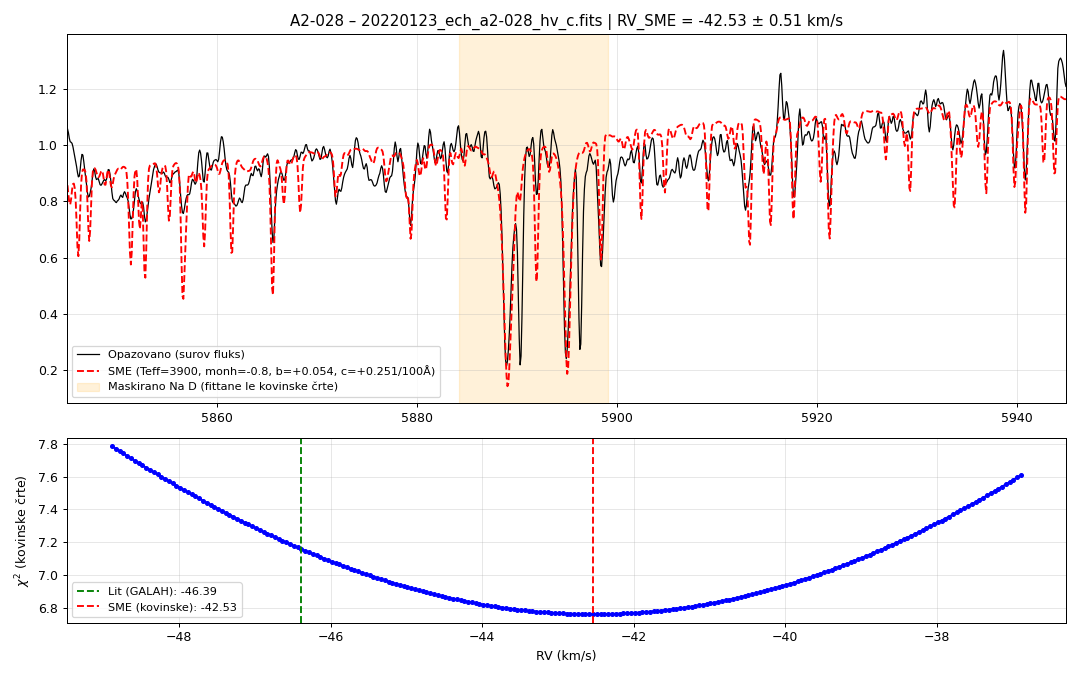 A2-028 – 20220123_ech_a2-028_hv_c.fits | RV_SME = -42.53 ± 0.51 km/s
1.2
1.0
0.8
0.6
0.4
0.2
Opazovano (surov fluks)
SME (Teff=3900, monh=-0.8, b=+0.054, c=+0.251/100Å)
Maskirano Na D (fittane le kovinske črte)
5860 5880 5900 5920 5940
7.8
7.6
7.4
7.2
7.0
6.8
χ² (kovinske črte)
Lit (GALAH): -46.39
SME (kovinske): -42.53
−48 −46 −44 −42 −40 −38
RV (km/s)